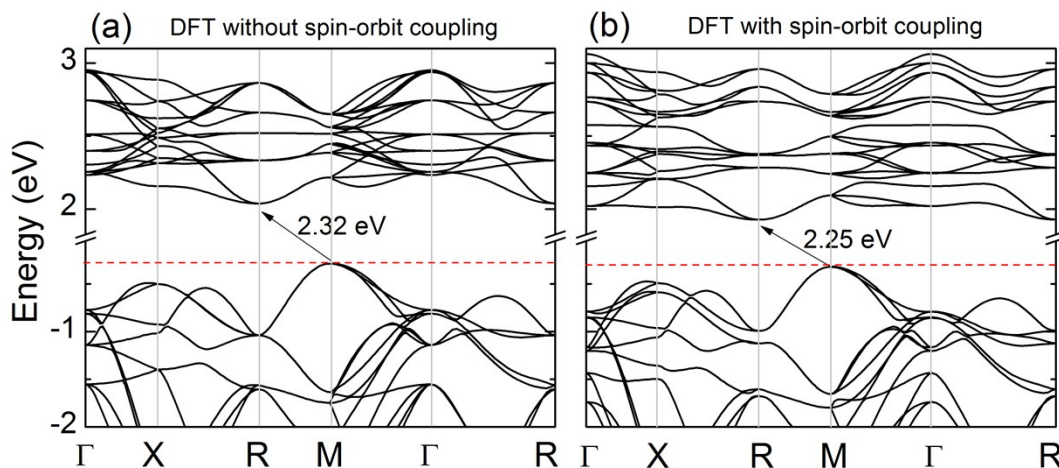 (a) DFT without spin-orbit coupling
(b) DFT with spin-orbit coupling
Energy (eV)
3
2
-1
-2
2.32 eV
2.25 eV
Γ X R M Γ R
Γ X R M Γ R